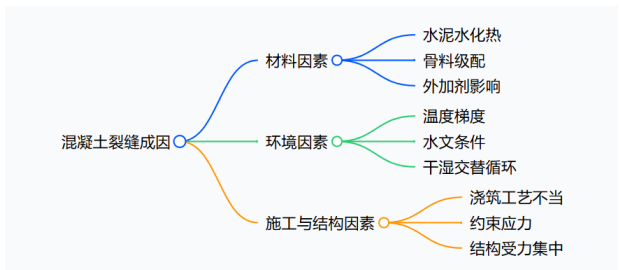 混凝土裂缝成因
材料因素
水泥水化热
骨料级配
外加剂影响
环境因素
温度梯度
水文条件
干湿交替循环
施工与结构因素
浇筑工艺不当
约束应力
结构受力集中